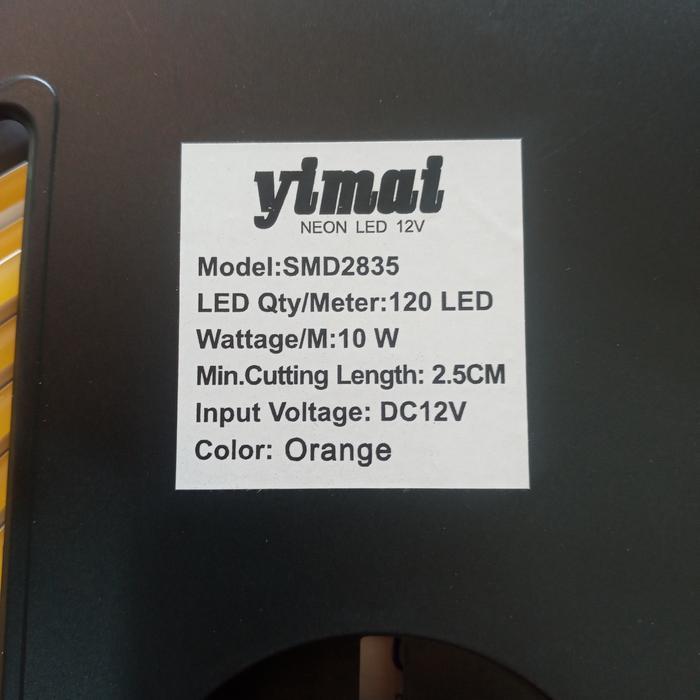 yimai
NEON LED 12V
Model:SMD2835
LED Qty/Meter:120 LED
Wattage/M:10 W
Min.Cutting Length: 2.5CM
Input Voltage: DC12V
Color: Orange